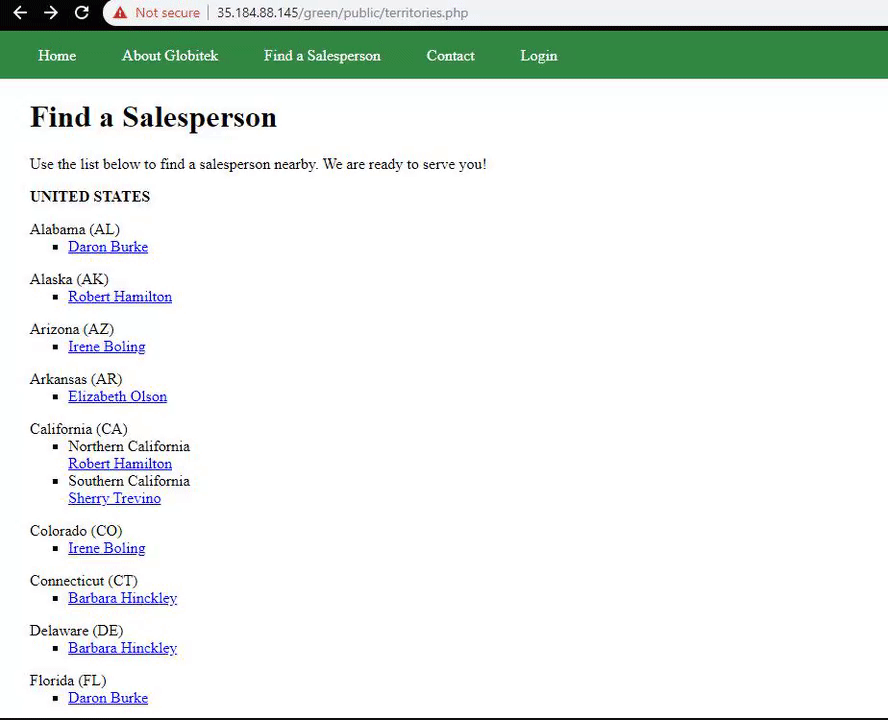 Not secure | 35.184.88.145/green/public/territories.php
Home About Globitek Find a Salesperson Contact Login
Find a Salesperson
Use the list below to find a salesperson nearby. We are ready to serve you!
UNITED STATES
Alabama (AL)
▪ Daron Burke
Alaska (AK)
▪ Robert Hamilton
Arizona (AZ)
▪ Irene Boling
Arkansas (AR)
▪ Elizabeth Olson
California (CA)
▪ Northern California
Robert Hamilton
▪ Southern California
Sherry Trevino
Colorado (CO)
▪ Irene Boling
Connecticut (CT)
▪ Barbara Hinckley
Delaware (DE)
▪ Barbara Hinckley
Florida (FL)
▪ Daron Burke